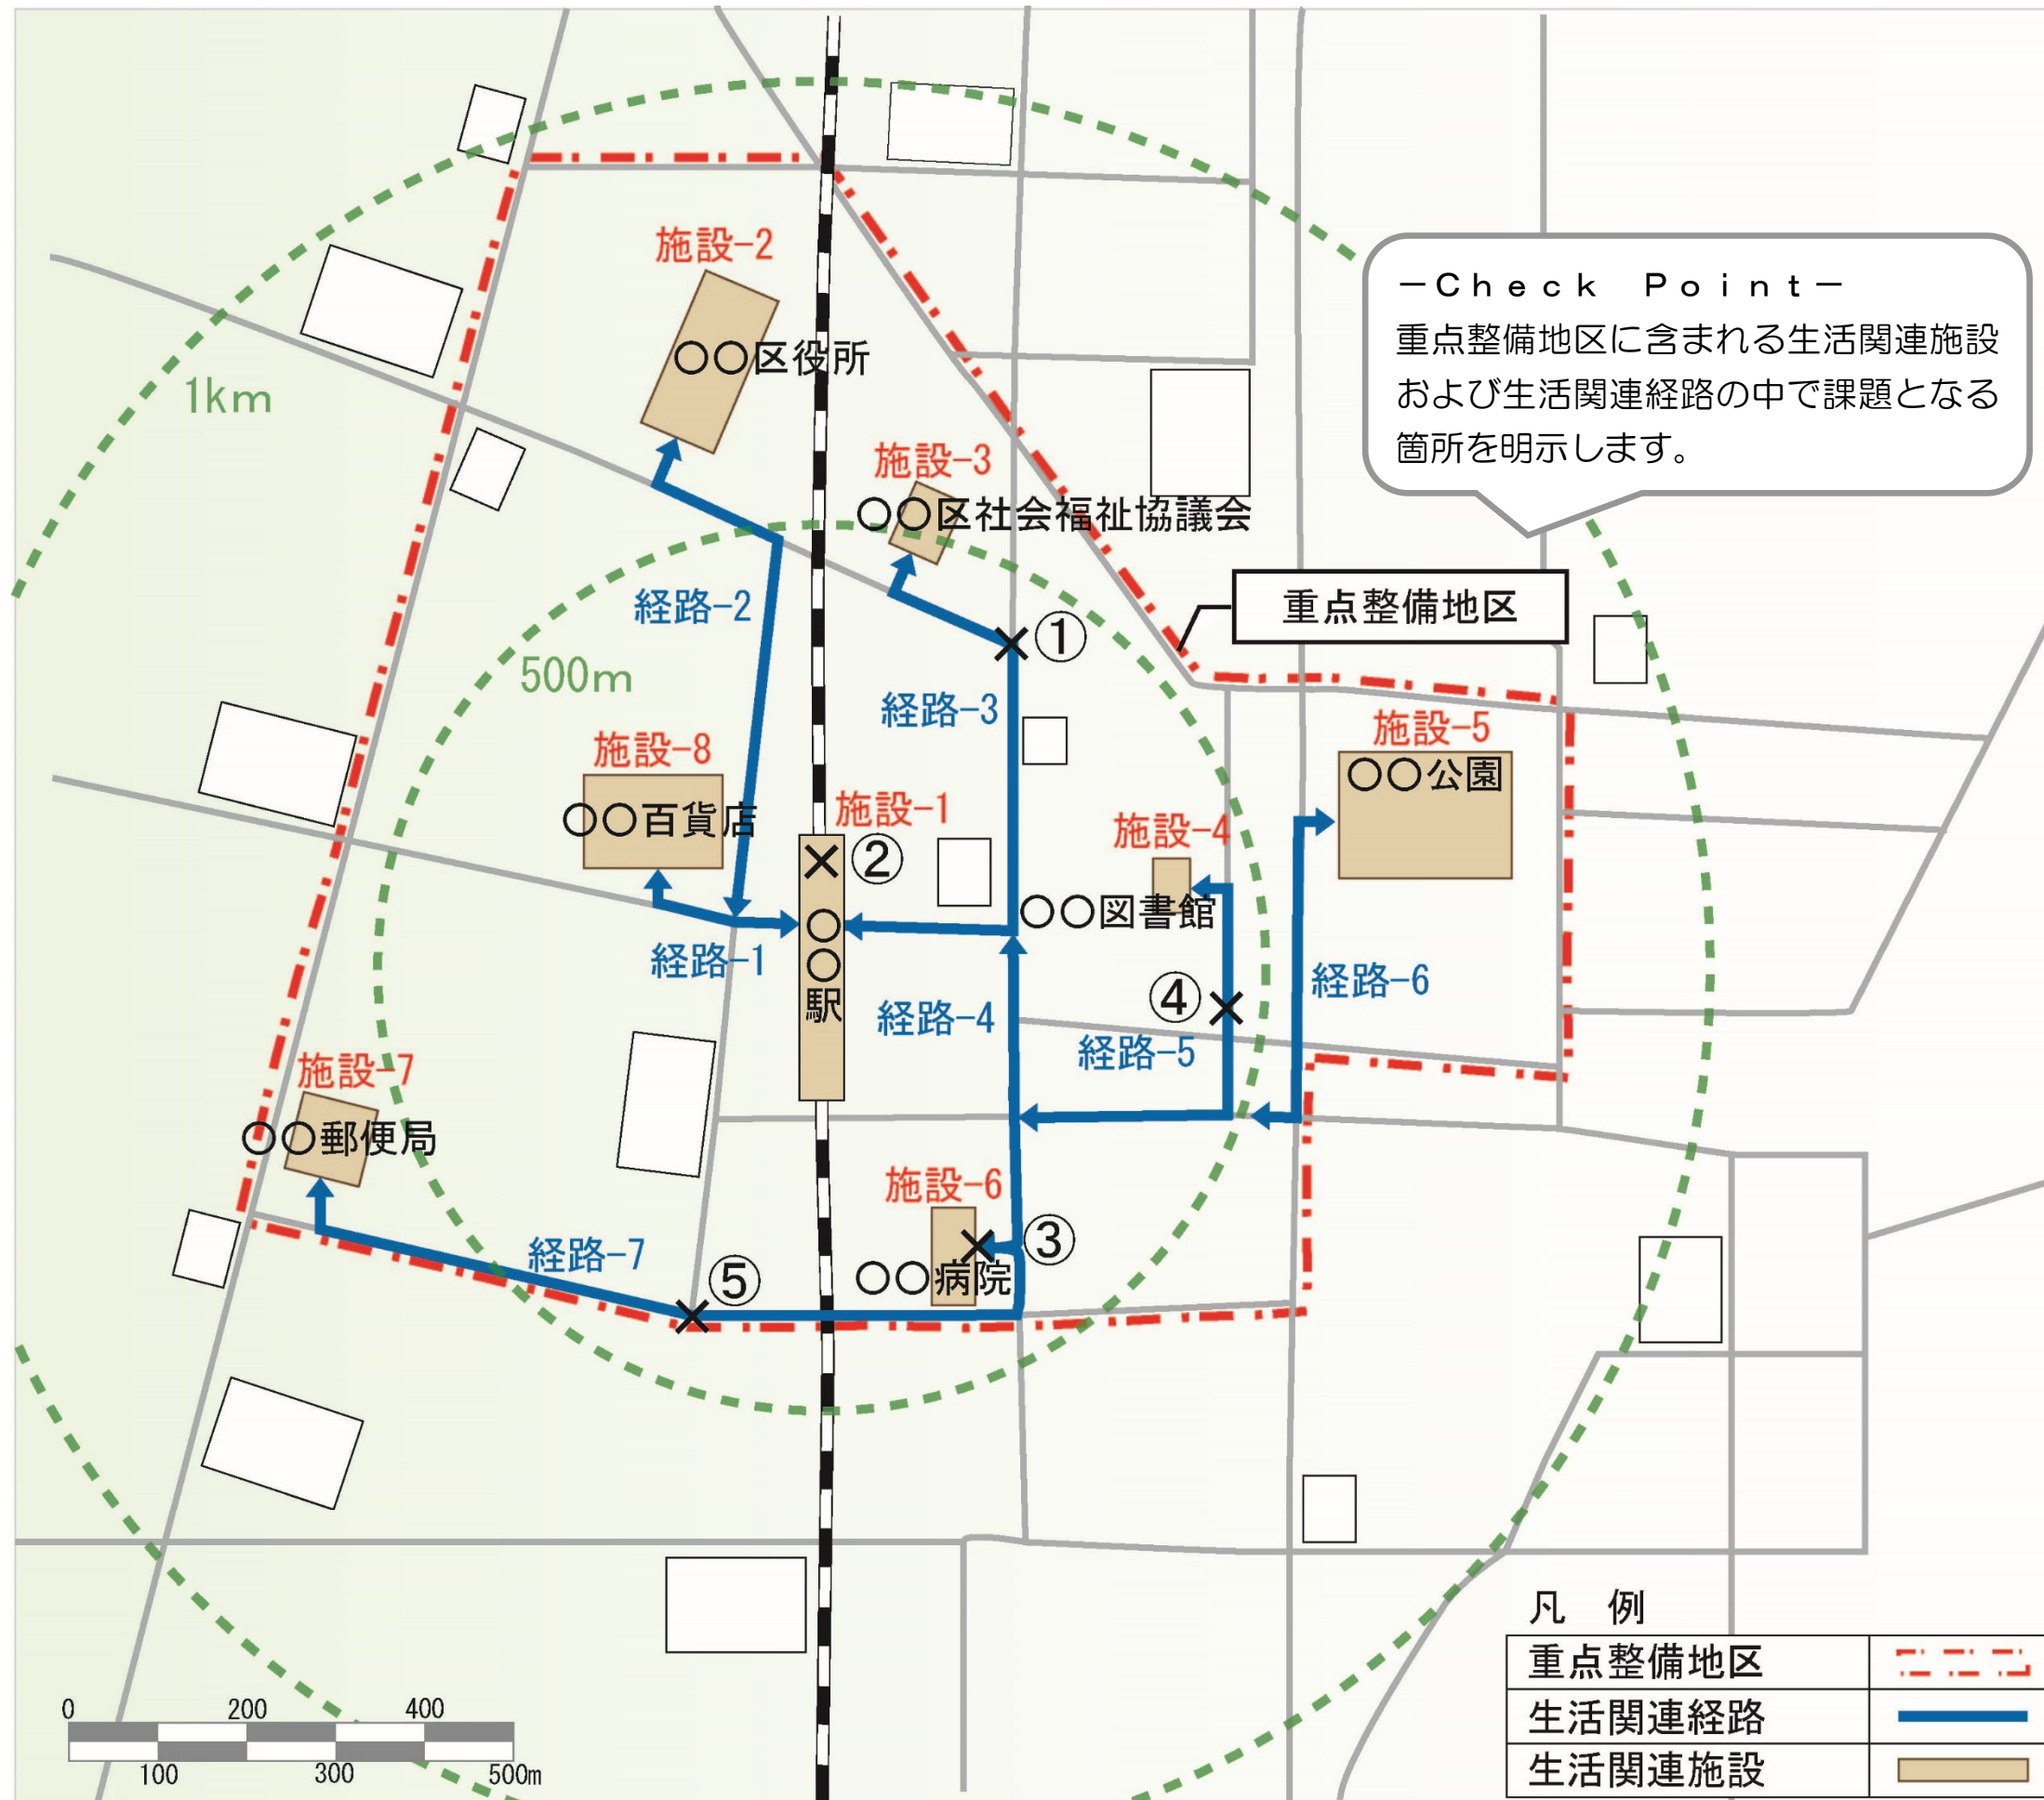 施設-2
－Ｃｈｅｃｋ　Ｐｏｉｎｔ－
重点整備地区に含まれる生活関連施設
および生活関連経路の中で課題となる
箇所を明示します。
○○区役所
1km
施設-3
○○区社会福祉協議会
経路-2
①
重点整備地区
500m
経路-3
施設-5
○○公園
施設-8
○○百貨店
施設-1
②
施設-4
○○図書館
○○駅
経路-1
経路-4
④
経路-6
経路-5
施設-7
○○郵便局
施設-6
③
○○病院
経路-7
⑤
凡　例
重点整備地区
生活関連経路
生活関連施設
0 200 400
100 300 500m